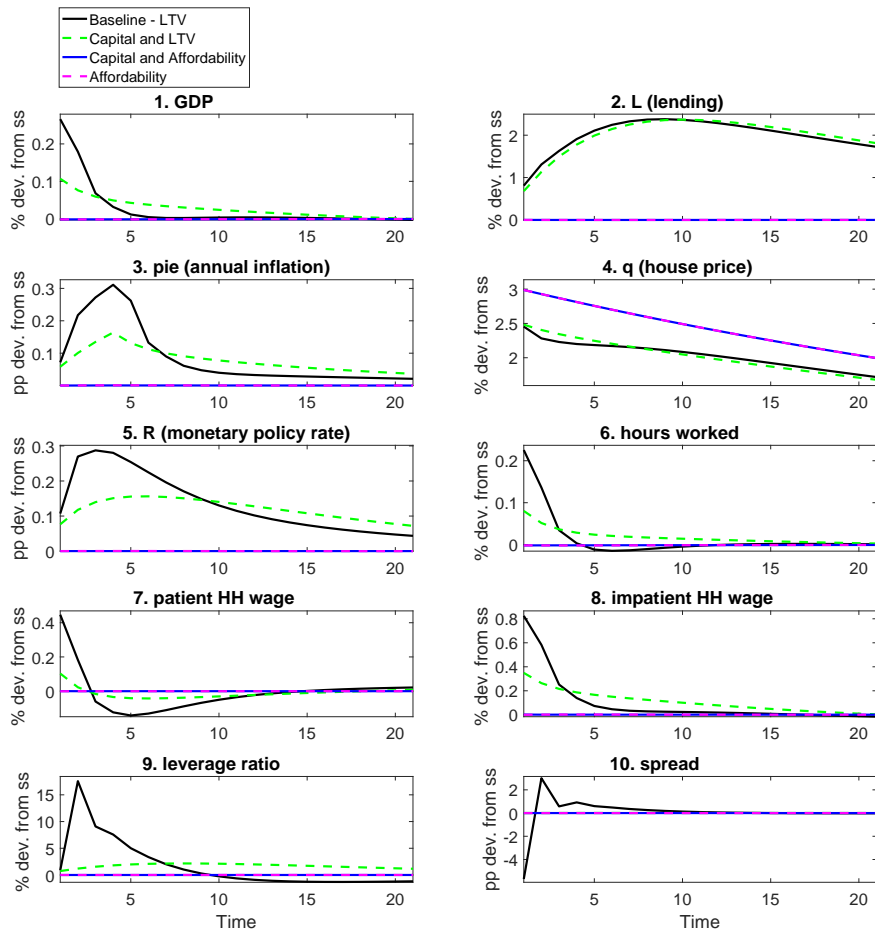 Baseline - LTV
Capital and LTV
Capital and Affordability
Affordability
1. GDP
% dev. from ss
0.2
0.1
0
5 10 15 20
2. L (lending)
% dev. from ss
2
1
0
5 10 15 20
3. pie (annual inflation)
pp dev. from ss
0.3
0.2
0.1
5 10 15 20
4. q (house price)
% dev. from ss
3
2.5
2
5 10 15 20
5. R (monetary policy rate)
pp dev. from ss
0.3
0.2
0.1
0
5 10 15 20
6. hours worked
% dev. from ss
0.2
0.1
0
5 10 15 20
7. patient HH wage
% dev. from ss
0.4
0.2
0
5 10 15 20
8. impatient HH wage
% dev. from ss
0.8
0.6
0.4
0.2
0
5 10 15 20
9. leverage ratio
% dev. from ss
15
10
5
0
5 10 15 20
Time
10. spread
pp dev. from ss
2
0
-2
-4
5 10 15 20
Time